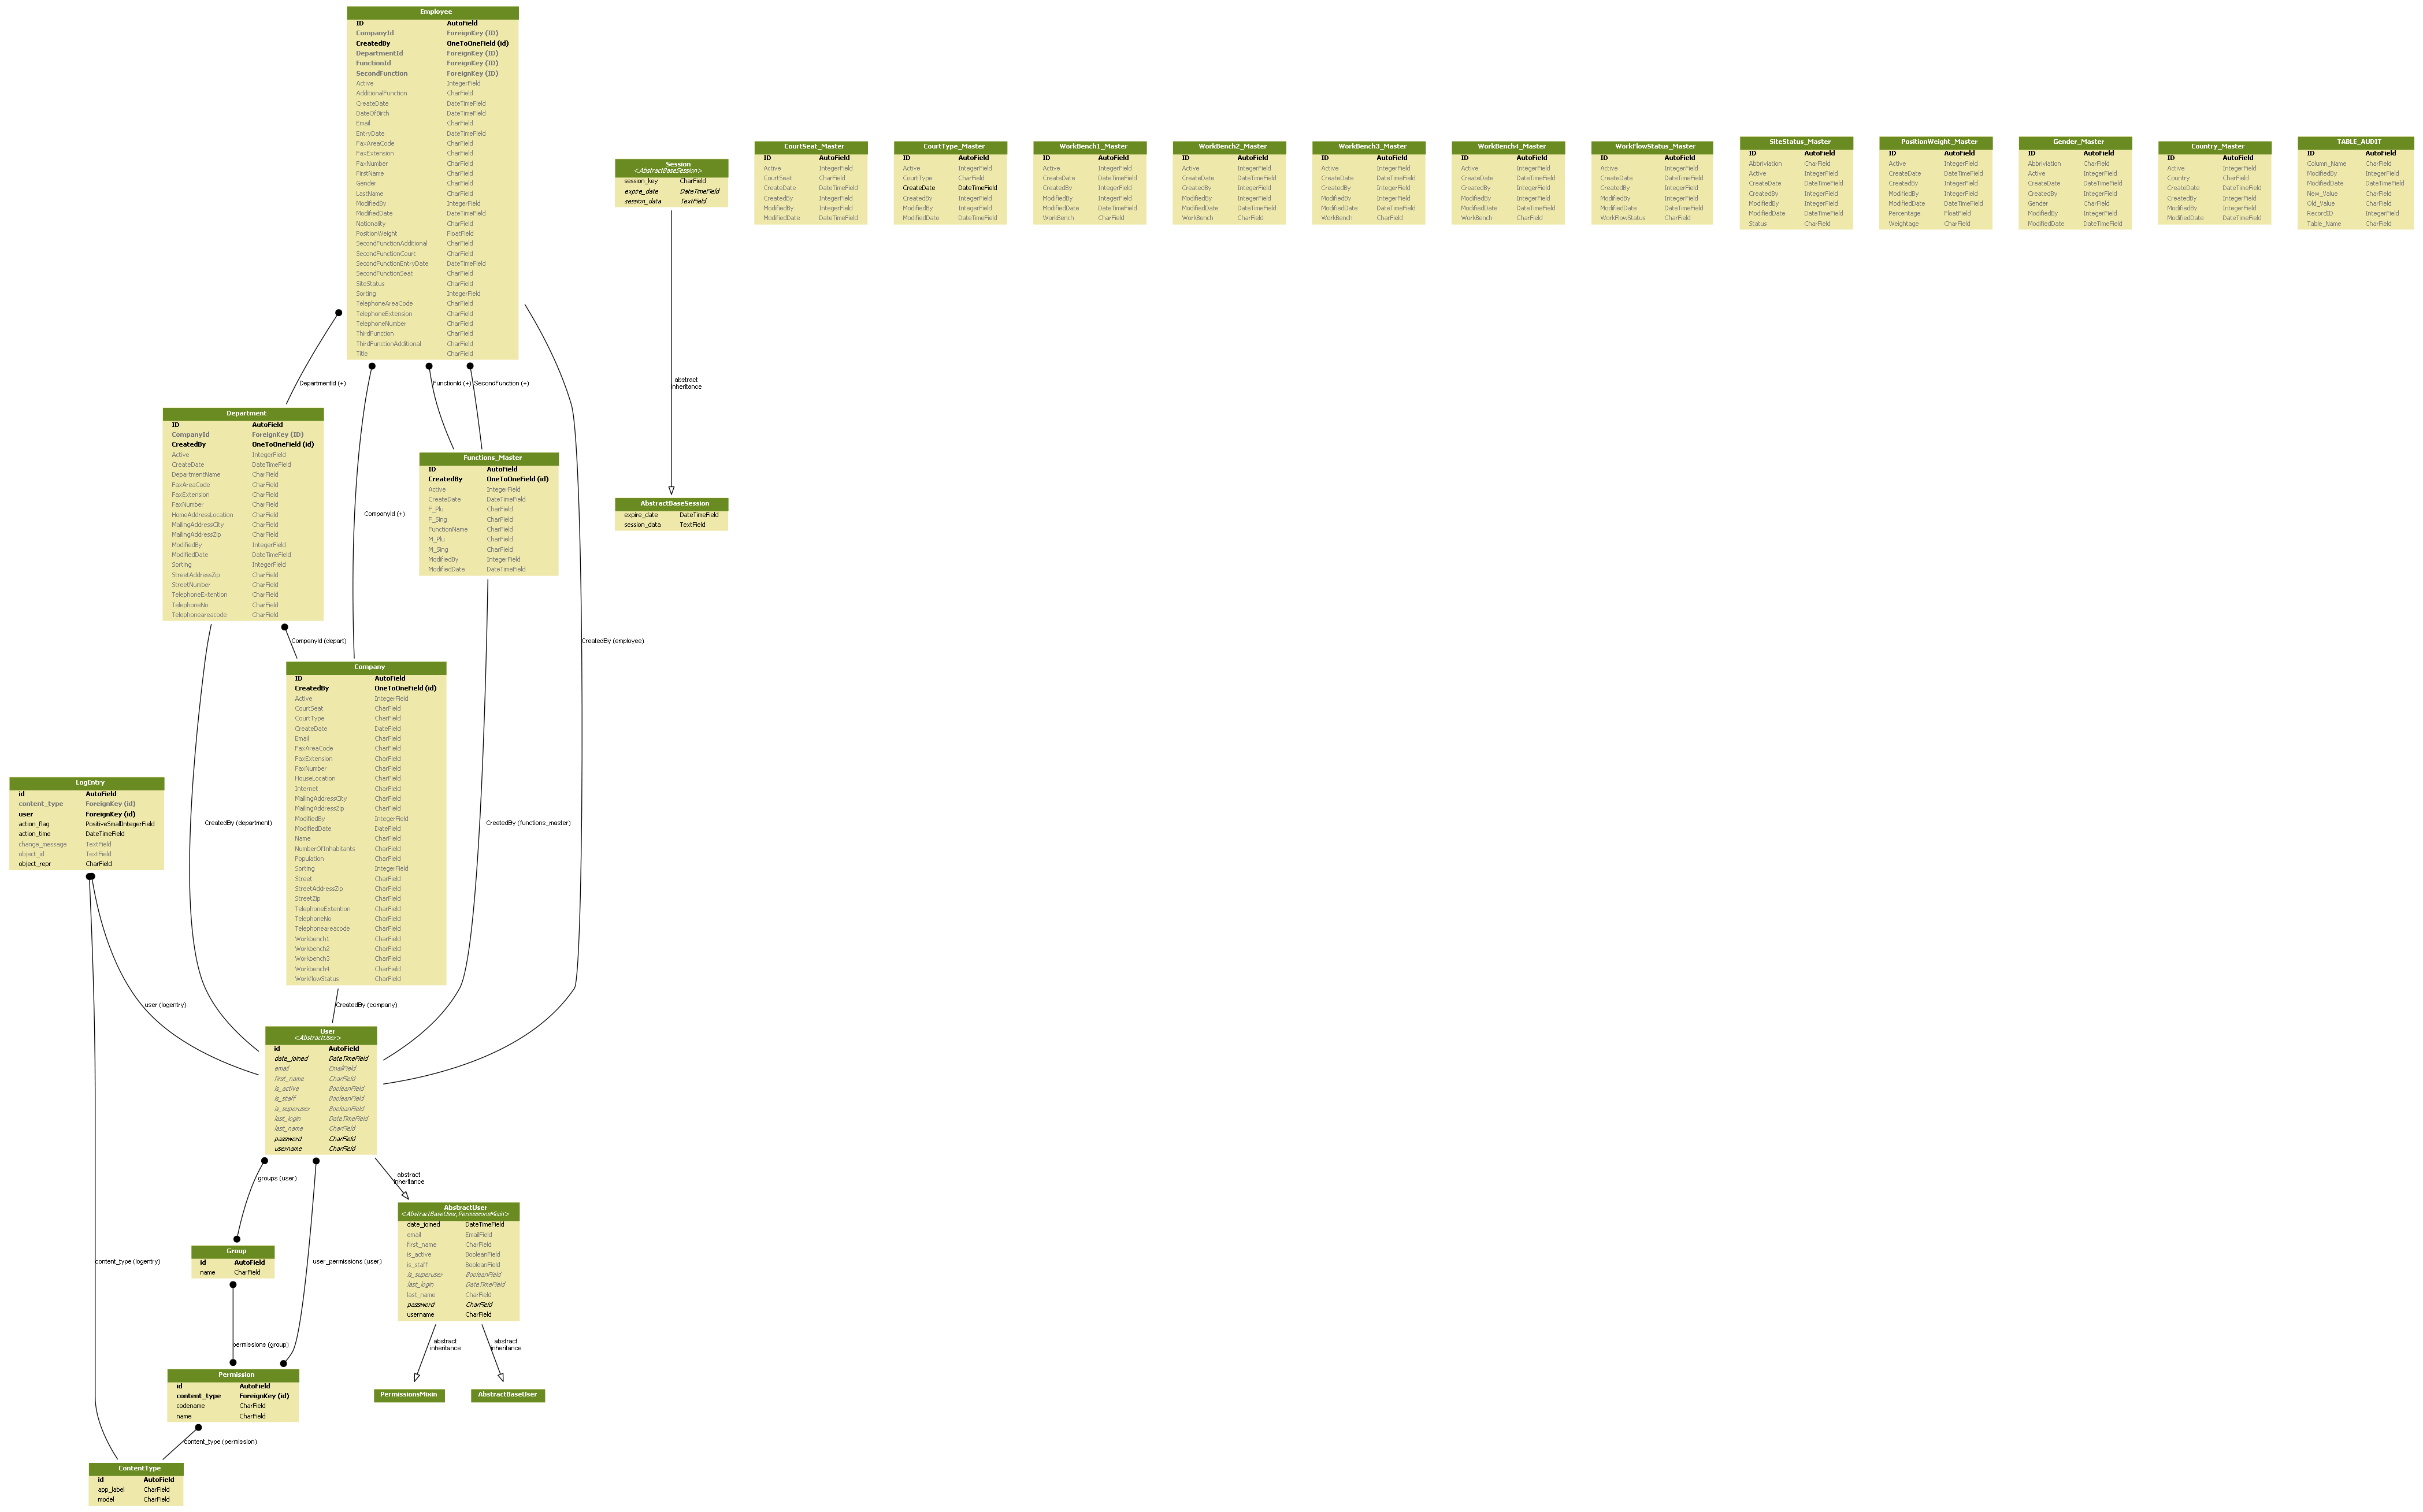 Employee
ID AutoField
CompanyId ForeignKey (ID)
CreatedBy OneToOneField (id)
DepartmentId ForeignKey (ID)
FunctionId ForeignKey (ID)
SecondFunction ForeignKey (ID)
Active IntegerField
AdditionalFunction CharField
CreateDate DateTimeField
DateOfBirth DateTimeField
Email CharField
EntryDate DateTimeField
FaxAreaCode CharField
FaxExtension CharField
FaxNumber CharField
FirstName CharField
Gender CharField
LastName CharField
ModifiedBy IntegerField
ModifiedDate DateTimeField
Nationality CharField
PositionWeight FloatField
SecondFunctionAdditional CharField
SecondFunctionCourt CharField
SecondFunctionEntryDate DateTimeField
SecondFunctionSeat CharField
SiteStatus CharField
Sorting IntegerField
TelephoneAreaCode CharField
TelephoneExtension CharField
TelephoneNumber CharField
ThirdFunction CharField
ThirdFunctionAdditional CharField
Title CharField
Session
<AbstractBaseSession>
session_key CharField
expire_date DateTimeField
session_data TextField
CourtSeat_Master
ID AutoField
Active IntegerField
CourtSeat CharField
CreateDate DateTimeField
CreatedBy IntegerField
ModifiedBy IntegerField
ModifiedDate DateTimeField
CourtType_Master
ID AutoField
Active IntegerField
CourtType CharField
CreateDate DateTimeField
CreatedBy IntegerField
ModifiedBy IntegerField
ModifiedDate DateTimeField
WorkBench1_Master
ID AutoField
Active IntegerField
CreateDate DateTimeField
CreatedBy IntegerField
ModifiedBy IntegerField
ModifiedDate DateTimeField
WorkBench CharField
WorkBench2_Master
ID AutoField
Active IntegerField
CreateDate DateTimeField
CreatedBy IntegerField
ModifiedBy IntegerField
ModifiedDate DateTimeField
WorkBench CharField
WorkBench3_Master
ID AutoField
Active IntegerField
CreateDate DateTimeField
CreatedBy IntegerField
ModifiedBy IntegerField
ModifiedDate DateTimeField
WorkBench CharField
WorkBench4_Master
ID AutoField
Active IntegerField
CreateDate DateTimeField
CreatedBy IntegerField
ModifiedBy IntegerField
ModifiedDate DateTimeField
WorkBench CharField
WorkFlowStatus_Master
ID AutoField
Active IntegerField
CreateDate DateTimeField
CreatedBy IntegerField
ModifiedBy IntegerField
ModifiedDate DateTimeField
WorkFlowStatus CharField
SiteStatus_Master
ID AutoField
Abbriviation CharField
Active IntegerField
CreateDate DateTimeField
CreatedBy IntegerField
ModifiedBy IntegerField
ModifiedDate DateTimeField
Status CharField
PositionWeight_Master
ID AutoField
Active IntegerField
CreateDate DateTimeField
CreatedBy IntegerField
ModifiedBy IntegerField
ModifiedDate DateTimeField
Percentage FloatField
Weightage CharField
Gender_Master
ID AutoField
Abbriviation CharField
Active IntegerField
CreateDate DateTimeField
CreatedBy IntegerField
Gender CharField
ModifiedBy IntegerField
ModifiedDate DateTimeField
Country_Master
ID AutoField
Active IntegerField
Country CharField
CreateDate DateTimeField
CreatedBy IntegerField
ModifiedBy IntegerField
ModifiedDate DateTimeField
TABLE_AUDIT
ID AutoField
Column_Name CharField
ModifiedBy IntegerField
ModifiedDate DateTimeField
New_Value CharField
Old_Value CharField
RecordID IntegerField
Table_Name CharField
DepartmentId (+)
FunctionId (+)
SecondFunction (+)
abstract
inheritance
Department
ID AutoField
CompanyId ForeignKey (ID)
CreatedBy OneToOneField (id)
Active IntegerField
CreateDate DateTimeField
DepartmentName CharField
FaxAreaCode CharField
FaxExtension CharField
FaxNumber CharField
HomeAddressLocation CharField
MailingAddressCity CharField
MailingAddressZip CharField
ModifiedBy IntegerField
ModifiedDate DateTimeField
Sorting IntegerField
StreetAddressZip CharField
StreetNumber CharField
TelephoneExtention CharField
TelephoneNo CharField
Telephoneareacode CharField
Functions_Master
ID AutoField
CreatedBy OneToOneField (id)
Active IntegerField
CreateDate DateTimeField
F_Plu CharField
F_Sing CharField
FunctionName CharField
M_Plu CharField
M_Sing CharField
ModifiedBy IntegerField
ModifiedDate DateTimeField
CompanyId (+)
AbstractBaseSession
expire_date DateTimeField
session_data TextField
CompanyId (depart)
CreatedBy (employee)
Company
ID AutoField
CreatedBy OneToOneField (id)
Active IntegerField
CourtSeat CharField
CourtType CharField
CreateDate DateField
Email CharField
FaxAreaCode CharField
FaxExtension CharField
FaxNumber CharField
HouseLocation CharField
Internet CharField
MailingAddressCity CharField
MailingAddressZip CharField
ModifiedBy IntegerField
ModifiedDate DateField
Name CharField
NumberOfInhabitants CharField
Population CharField
Sorting IntegerField
Street CharField
StreetAddressZip CharField
StreetZip CharField
TelephoneExtention CharField
TelephoneNo CharField
Telephoneareacode CharField
Workbench1 CharField
Workbench2 CharField
Workbench3 CharField
Workbench4 CharField
WorkflowStatus CharField
LogEntry
id AutoField
content_type ForeignKey (id)
user ForeignKey (id)
action_flag PositiveSmallIntegerField
action_time DateTimeField
change_message TextField
object_id TextField
object_repr CharField
CreatedBy (department)
CreatedBy (functions_master)
user (logentry)
CreatedBy (company)
User
<AbstractUser>
id AutoField
date_joined DateTimeField
email EmailField
first_name CharField
is_active BooleanField
is_staff BooleanField
is_superuser BooleanField
last_login DateTimeField
last_name CharField
password CharField
username CharField
groups (user)
abstract
inheritance
AbstractUser
<AbstractBaseUser,PermissionsMixin>
date_joined DateTimeField
email EmailField
first_name CharField
is_active BooleanField
is_staff BooleanField
is_superuser BooleanField
last_login DateTimeField
last_name CharField
password CharField
username CharField
Group
id AutoField
name CharField
content_type (logentry)
user_permissions (user)
permissions (group)
abstract
inheritance
abstract
inheritance
Permission
id AutoField
content_type ForeignKey (id)
codename CharField
name CharField
PermissionsMixin
AbstractBaseUser
content_type (permission)
ContentType
id AutoField
app_label CharField
model CharField